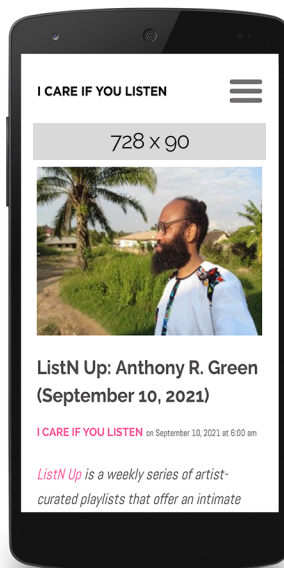 I CARE IF YOU LISTEN
728 x 90
ListN Up: Anthony R. Green
(September 10, 2021)
I CARE IF YOU LISTEN on September 10, 2021 at 6:00 am
ListN Up is a weekly series of artist-
curated playlists that offer an intimate